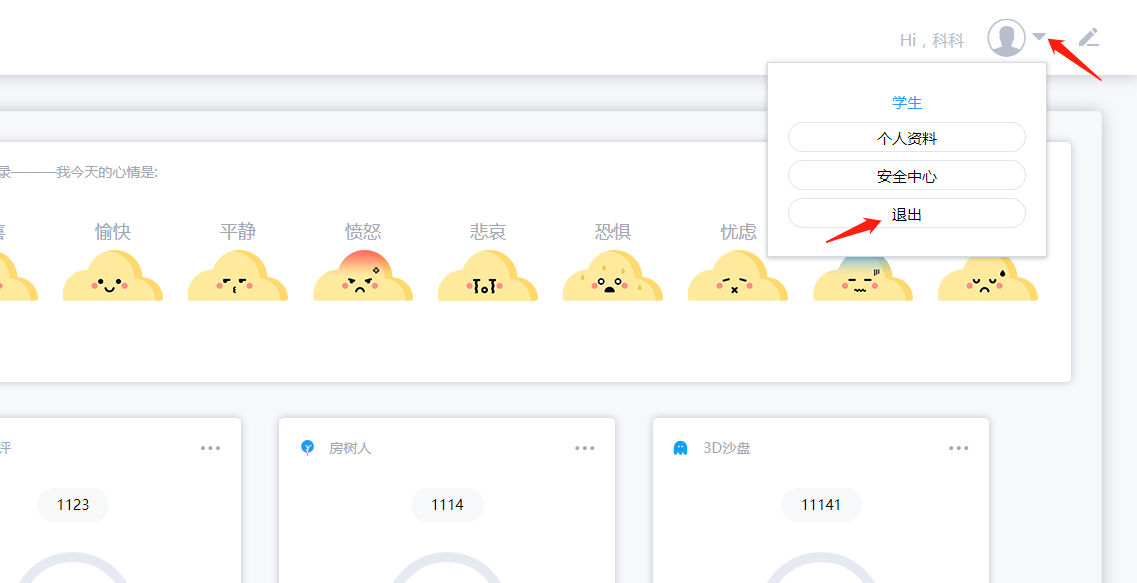 Hi，科科
学生
个人资料
安全中心
退出
录———我今天的心情是:
愉快
平静
愤怒
悲哀
恐惧
忧虑
评
房树人
3D沙盘
1123
1114
11141